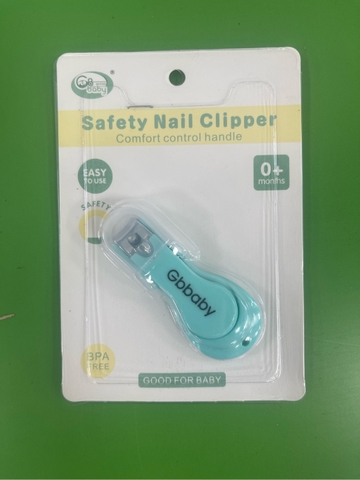 baby
Safety Nail Clipper
Comfort control handle
EASY
TO USE
0+
months
SAFETY
Gbbaby
BPA
FREE
GOOD FOR BABY